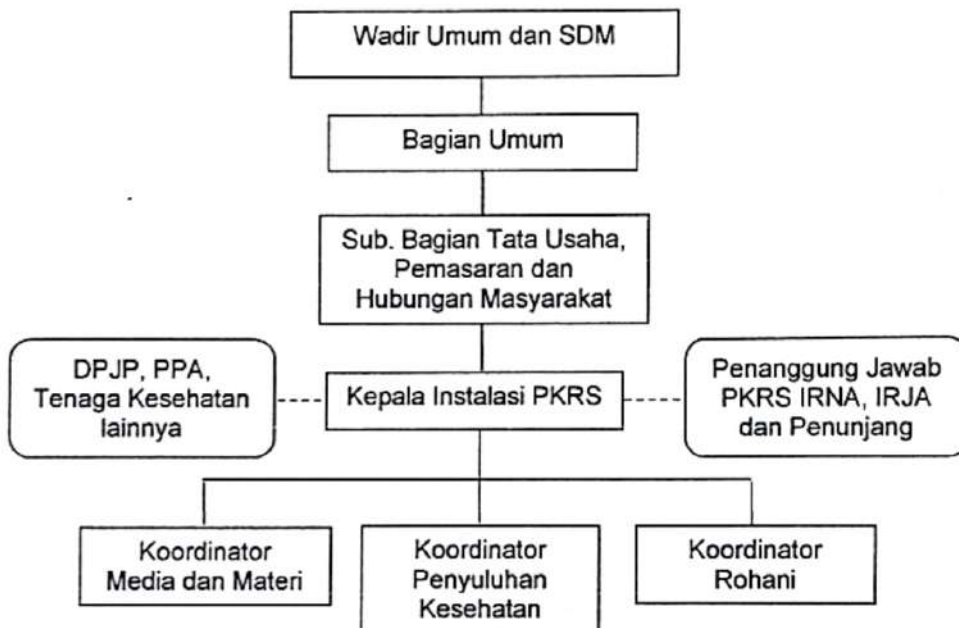 Wadir Umum dan SDM
Bagian Umum
Sub. Bagian Tata Usaha,
Pemasaran dan
Hubungan Masyarakat
DPJP, PPA,
Tenaga Kesehatan
lainnya
Kepala Instalasi PKRS
Penanggung Jawab
PKRS IRNA, IRJA
dan Penunjang
Koordinator
Media dan Materi
Koordinator
Penyuluhan
Kesehatan
Koordinator
Rohani